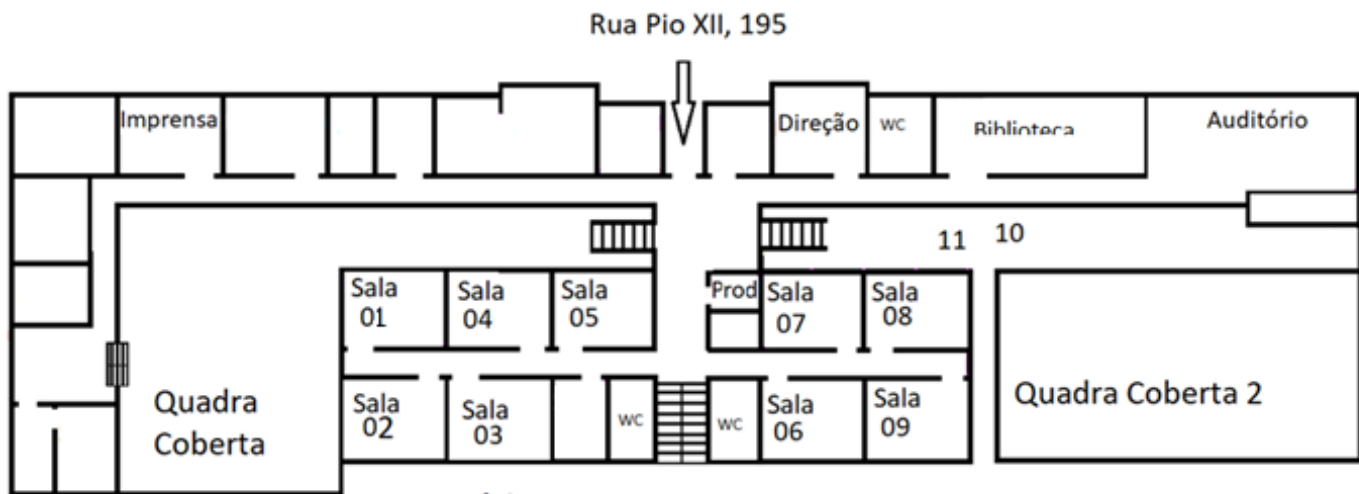 Rua Pio XII, 195
Imprensa
Direção
WC
Biblioteca
Auditório
11
10
Sala
01
Sala
04
Sala
05
Prod
Sala
07
Sala
08
Quadra
Coberta
Sala
02
Sala
03
WC
WC
Sala
06
Sala
09
Quadra Coberta 2